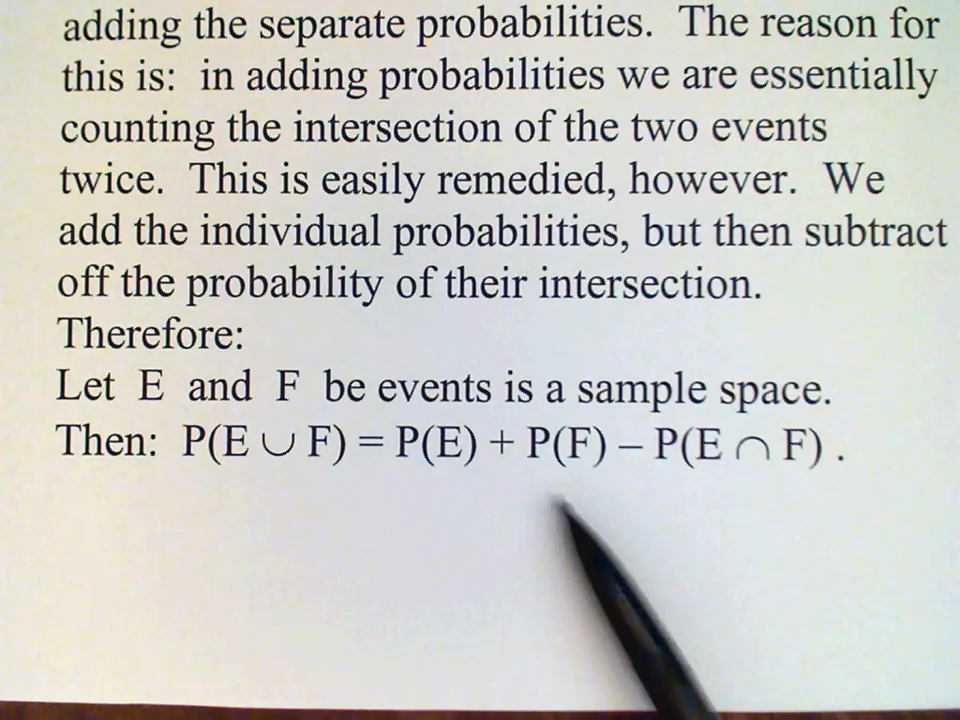 adding the separate probabilities. The reason for
this is: in adding probabilities we are essentially
counting the intersection of the two events
twice. This is easily remedied, however. We
add the individual probabilities, but then subtract
off the probability of their intersection.
Therefore:
Let E and F be events is a sample space.
Then: P(E ∪ F) = P(E) + P(F) – P(E ∩ F) .